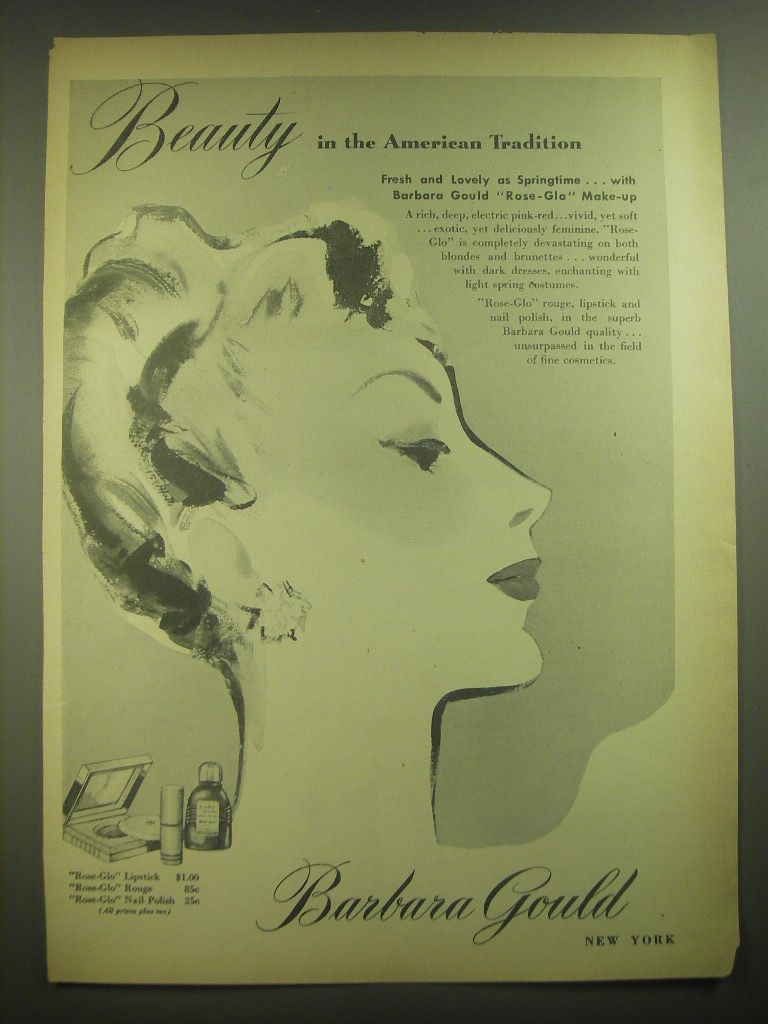 Beauty in the American Tradition
Fresh and Lovely as Springtime . . . with
Barbara Gould "Rose-Glo" Make-up
A rich, deep, electric pink-red...vivid, yet soft
...exotic, yet deliciously feminine. "Rose-
Glo" is completely devastating on both
blondes and brunettes . . . wonderful
with dark dresses, enchanting with
light spring costumes.
"Rose-Glo" rouge, lipstick and
nail polish, in the superb
Barbara Gould quality . . .
unsurpassed in the field
of fine cosmetics.
"Rose-Glo" Lipstick $1.00
"Rose-Glo" Rouge 85c
"Rose-Glo" Nail Polish 25c
(All prices plus tax)
Barbara Gould
NEW YORK